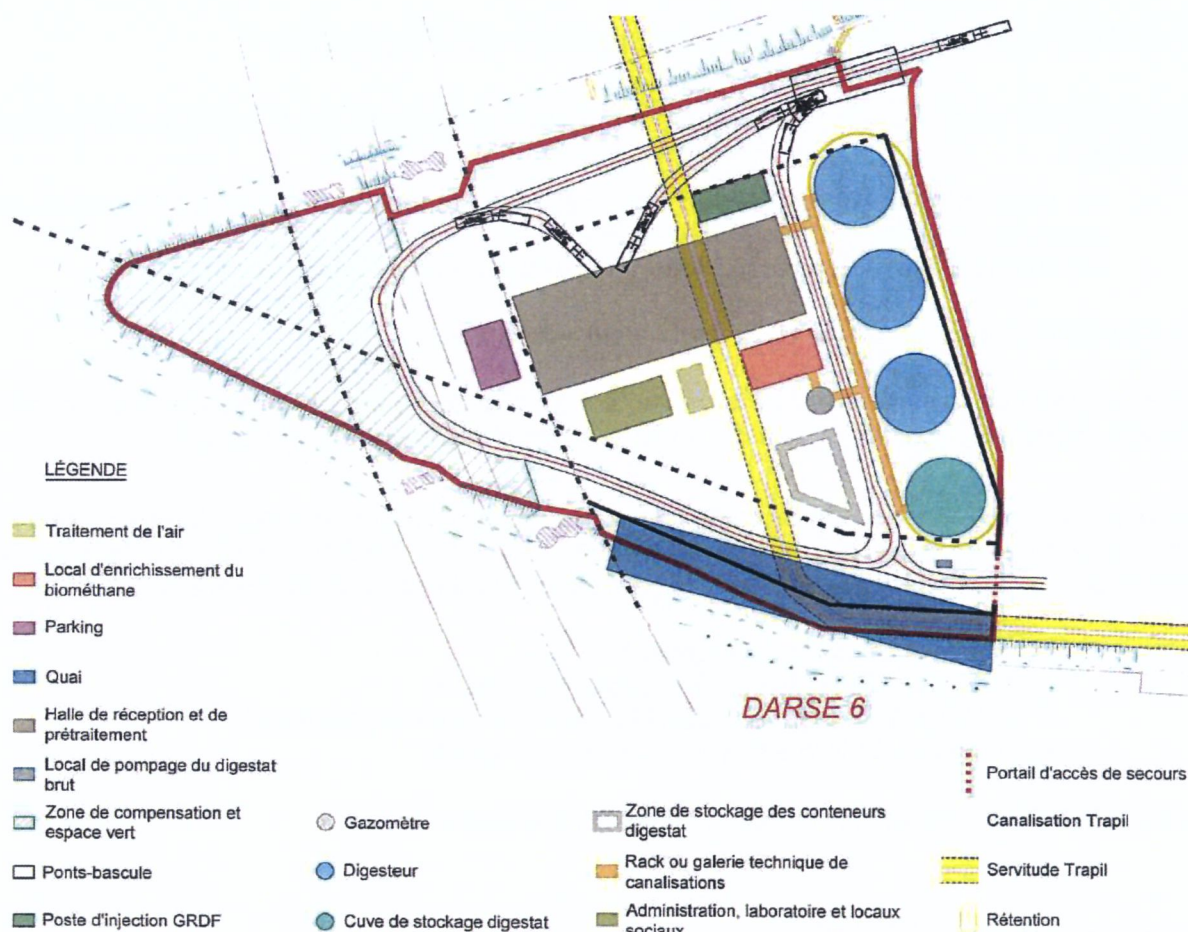 DARSE 6
LÉGENDE
Traitement de l'air
Local d'enrichissement du
biométhane
Parking
Quai
Halle de réception et de
prétraitement
Local de pompage du digestat
brut
Zone de compensation et
espace vert
Ponts-bascule
Poste d'injection GRDF
Gazomètre
Digesteur
Cuve de stockage digestat
Zone de stockage des conteneurs
digestat
Rack ou galerie technique de
canalisations
Administration, laboratoire et locaux
sociaux
Portail d'accès de secours
Canalisation Trapil
Servitude Trapil
Rétention